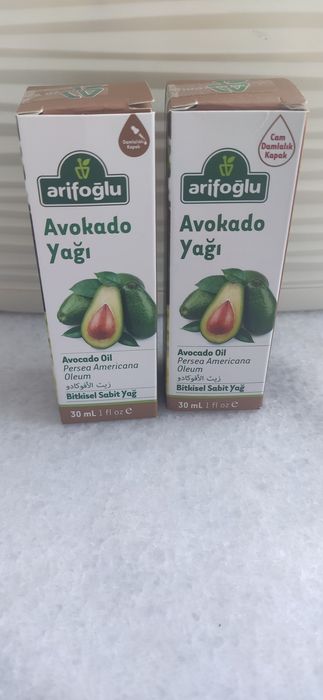 Damlalıklı
Kapak
arifoğlu
Avokado
Yağı
Avocado Oil
Persea Americana
Oleum
زيت الأفوكادو
Bitkisel Sabit Yağ
30 mL 1 fl oz e
Cam
Damlalık
Kapak
arifoğlu
Avokado
Yağı
Avocado Oil
Persea Americana
Oleum
زيت الأفوكادو
Bitkisel Sabit Yağ
30 mL 1 fl oz e